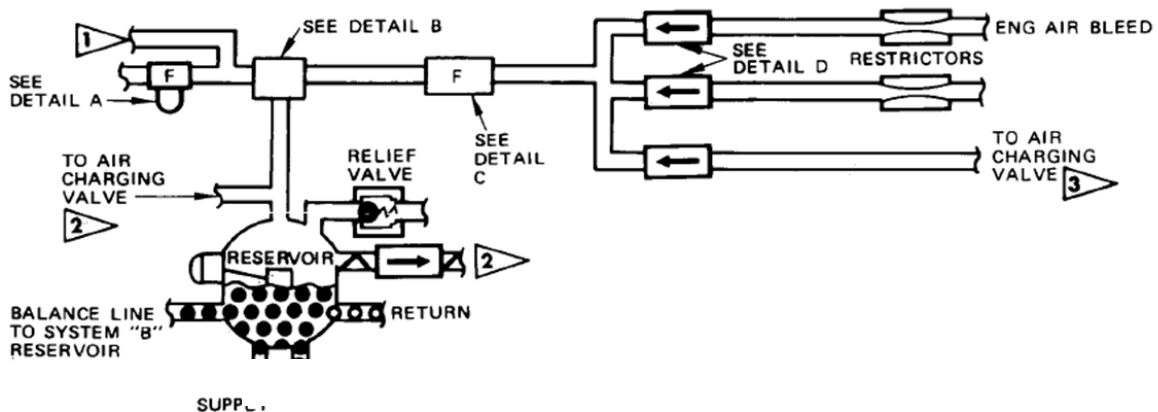 1
SEE DETAIL B
ENG AIR BLEED
F
SEE
DETAIL A
F
SEE
DETAIL D
RESTRICTORS
SEE
DETAIL
C
TO AIR
CHARGING
VALVE
3
TO AIR
CHARGING
VALVE
2
RELIEF
VALVE
RESERVOIR
2
BALANCE LINE
TO SYSTEM "B"
RESERVOIR
RETURN